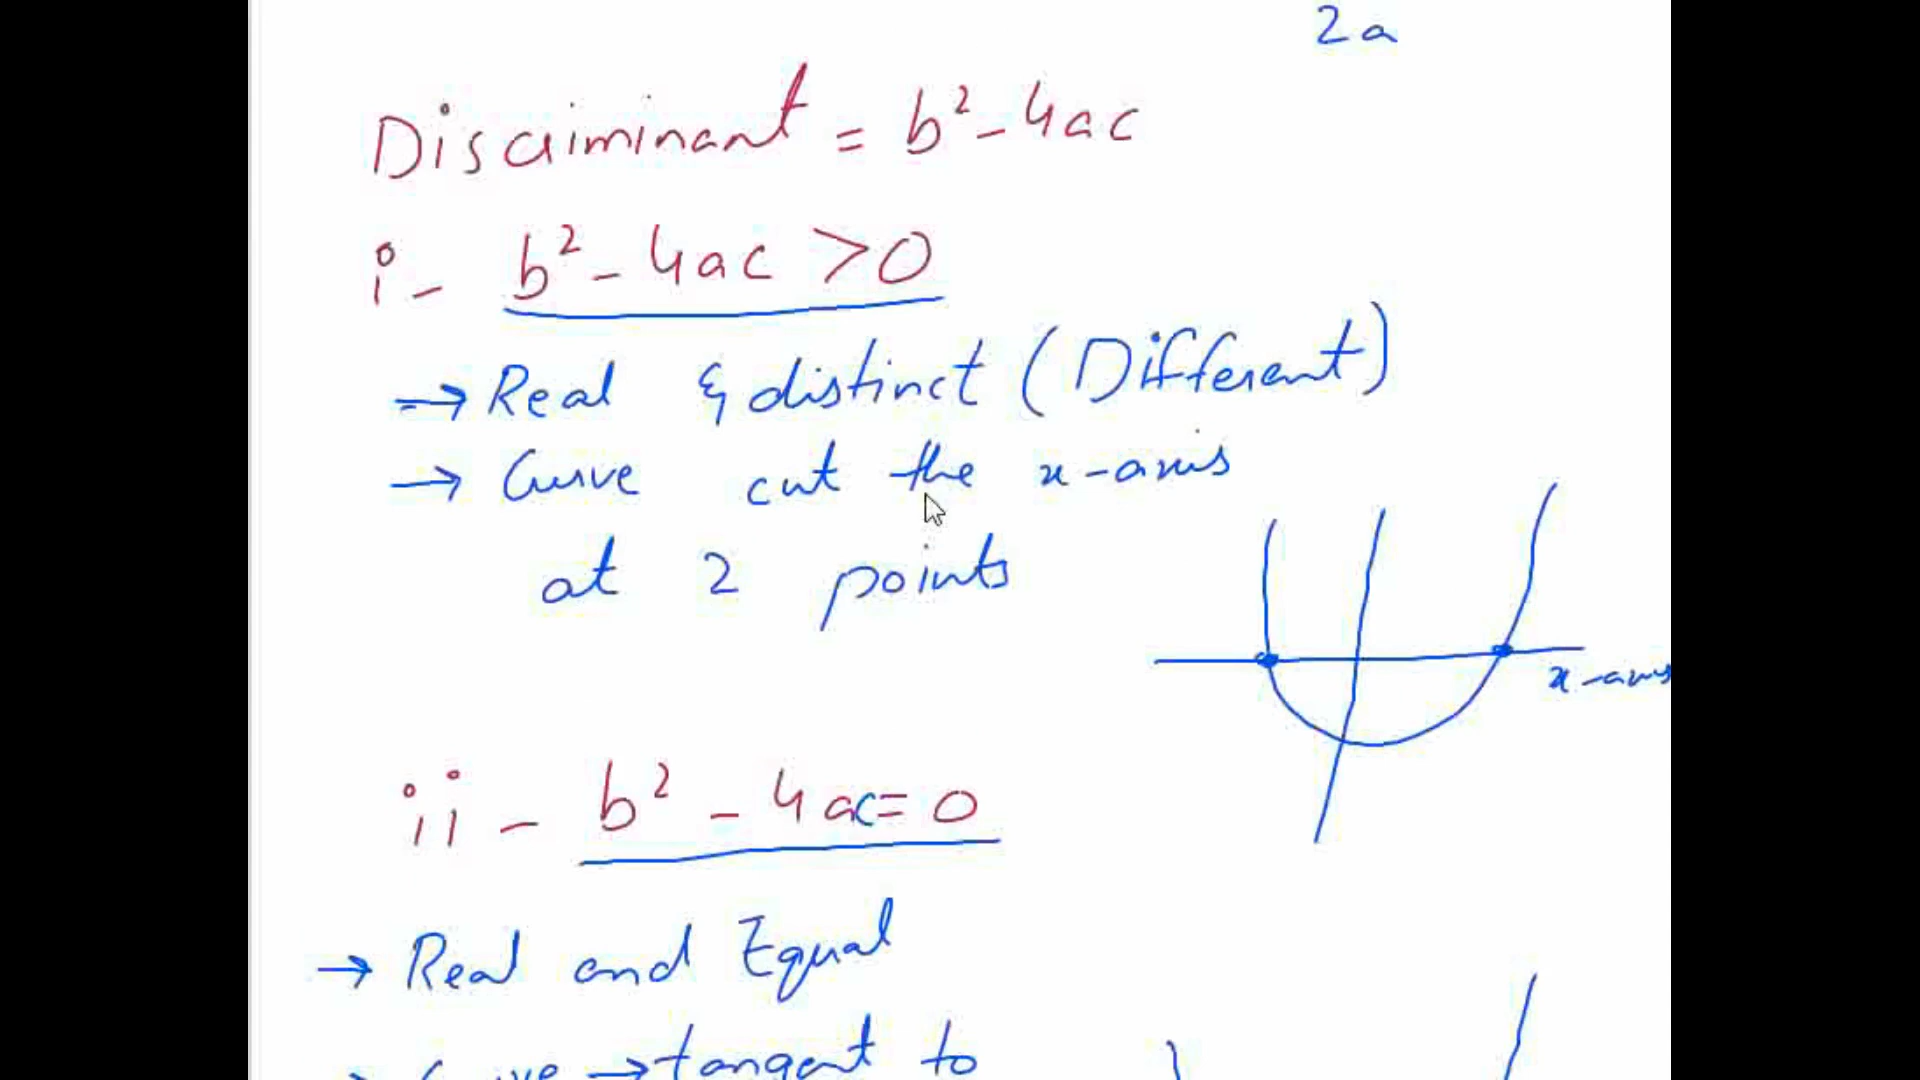 2a
Discriminant = b² - 4ac
i - b² - 4ac > 0
→ Real & distinct (Different)
→ Curve cut the x-axis
at 2 points
x-axis
ii - b² - 4ac = 0
→ Real and Equal
→ Curve → tangent to